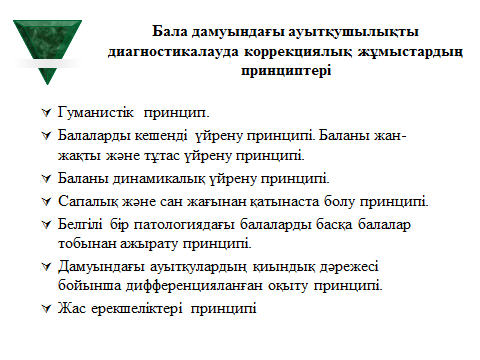 Бала дамуындағы ауытқушылықты
диагностикалауда коррекциялық жұмыстардың
принциптері
Гуманистік принцип.
Балаларды кешенді үйрену принципі. Баланы жан-
жақты және тұтас үйрену принципі.
Баланы динамикалық үйрену принципі.
Сапалық және сан жағынан қатынаста болу принципі.
Белгілі бір патологиядағы балаларды басқа балалар
тобынан ажырату принципі.
Дамуындағы ауытқулардың қиындық дәрежесі
бойынша дифференцияланған оқыту принципі.
Жас ерекшеліктері принципі